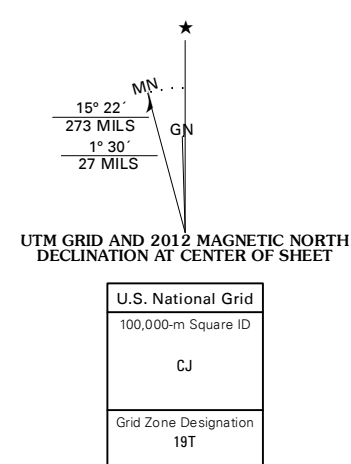 ★
MN
15° 22´
273 MILS
GN
1° 30´
27 MILS
UTM GRID AND 2012 MAGNETIC NORTH
DECLINATION AT CENTER OF SHEET
U.S. National Grid
100,000-m Square ID
CJ
Grid Zone Designation
19T